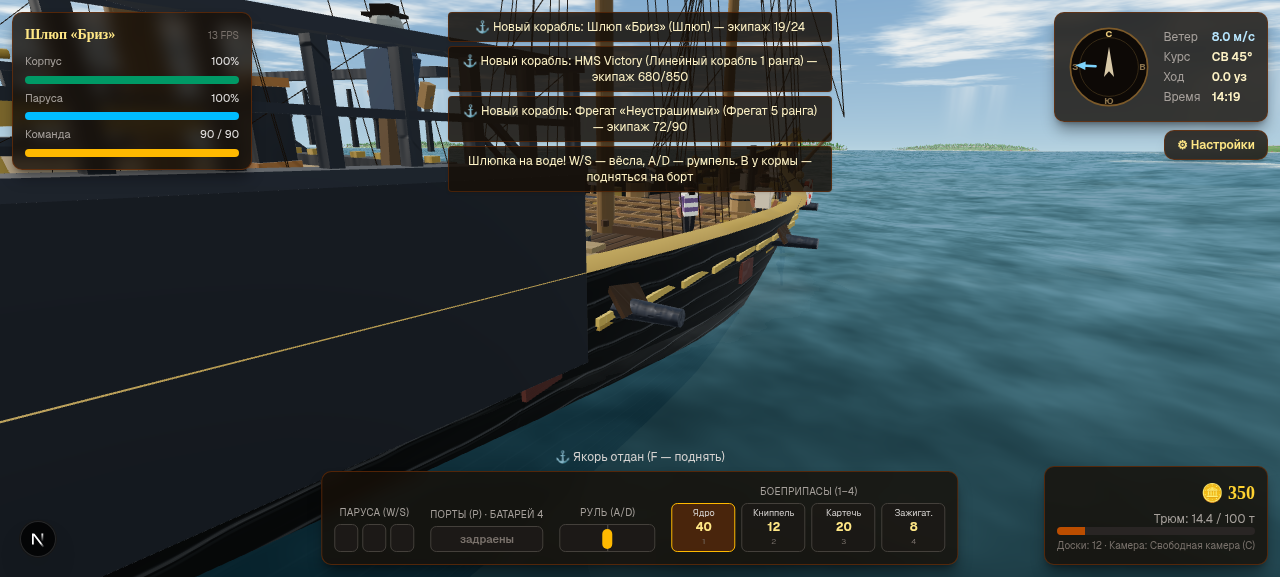 Шлюп «Бриз»
13 FPS
Корпус
100%
Паруса
100%
Команда
90 / 90
⚓ Новый корабль: Шлюп «Бриз» (Шлюп) — экипаж 19/24
⚓ Новый корабль: HMS Victory (Линейный корабль 1 ранга) —
экипаж 680/850
⚓ Новый корабль: Фрегат «Неустрашимый» (Фрегат 5 ранга)
— экипаж 72/90
Шлюпка на воде! W/S — вёсла, A/D — румпель. В у кормы —
подняться на борт
С
З
В
Ю
Ветер 8.0 м/с
Курс СВ 45°
Ход 0.0 уз
Время 14:19
⚙ Настройки
⚓ Якорь отдан (F — поднять)
ПАРУСА (W/S)
ПОРТЫ (P) · БАТАРЕЙ 4
задраены
РУЛЬ (A/D)
БОЕПРИПАСЫ (1–4)
Ядро
40
1
Книппель
12
2
Картечь
20
3
Зажигат.
8
4
350
Трюм: 14.4 / 100 т
Доски: 12 · Камера: Свободная камера (C)
N